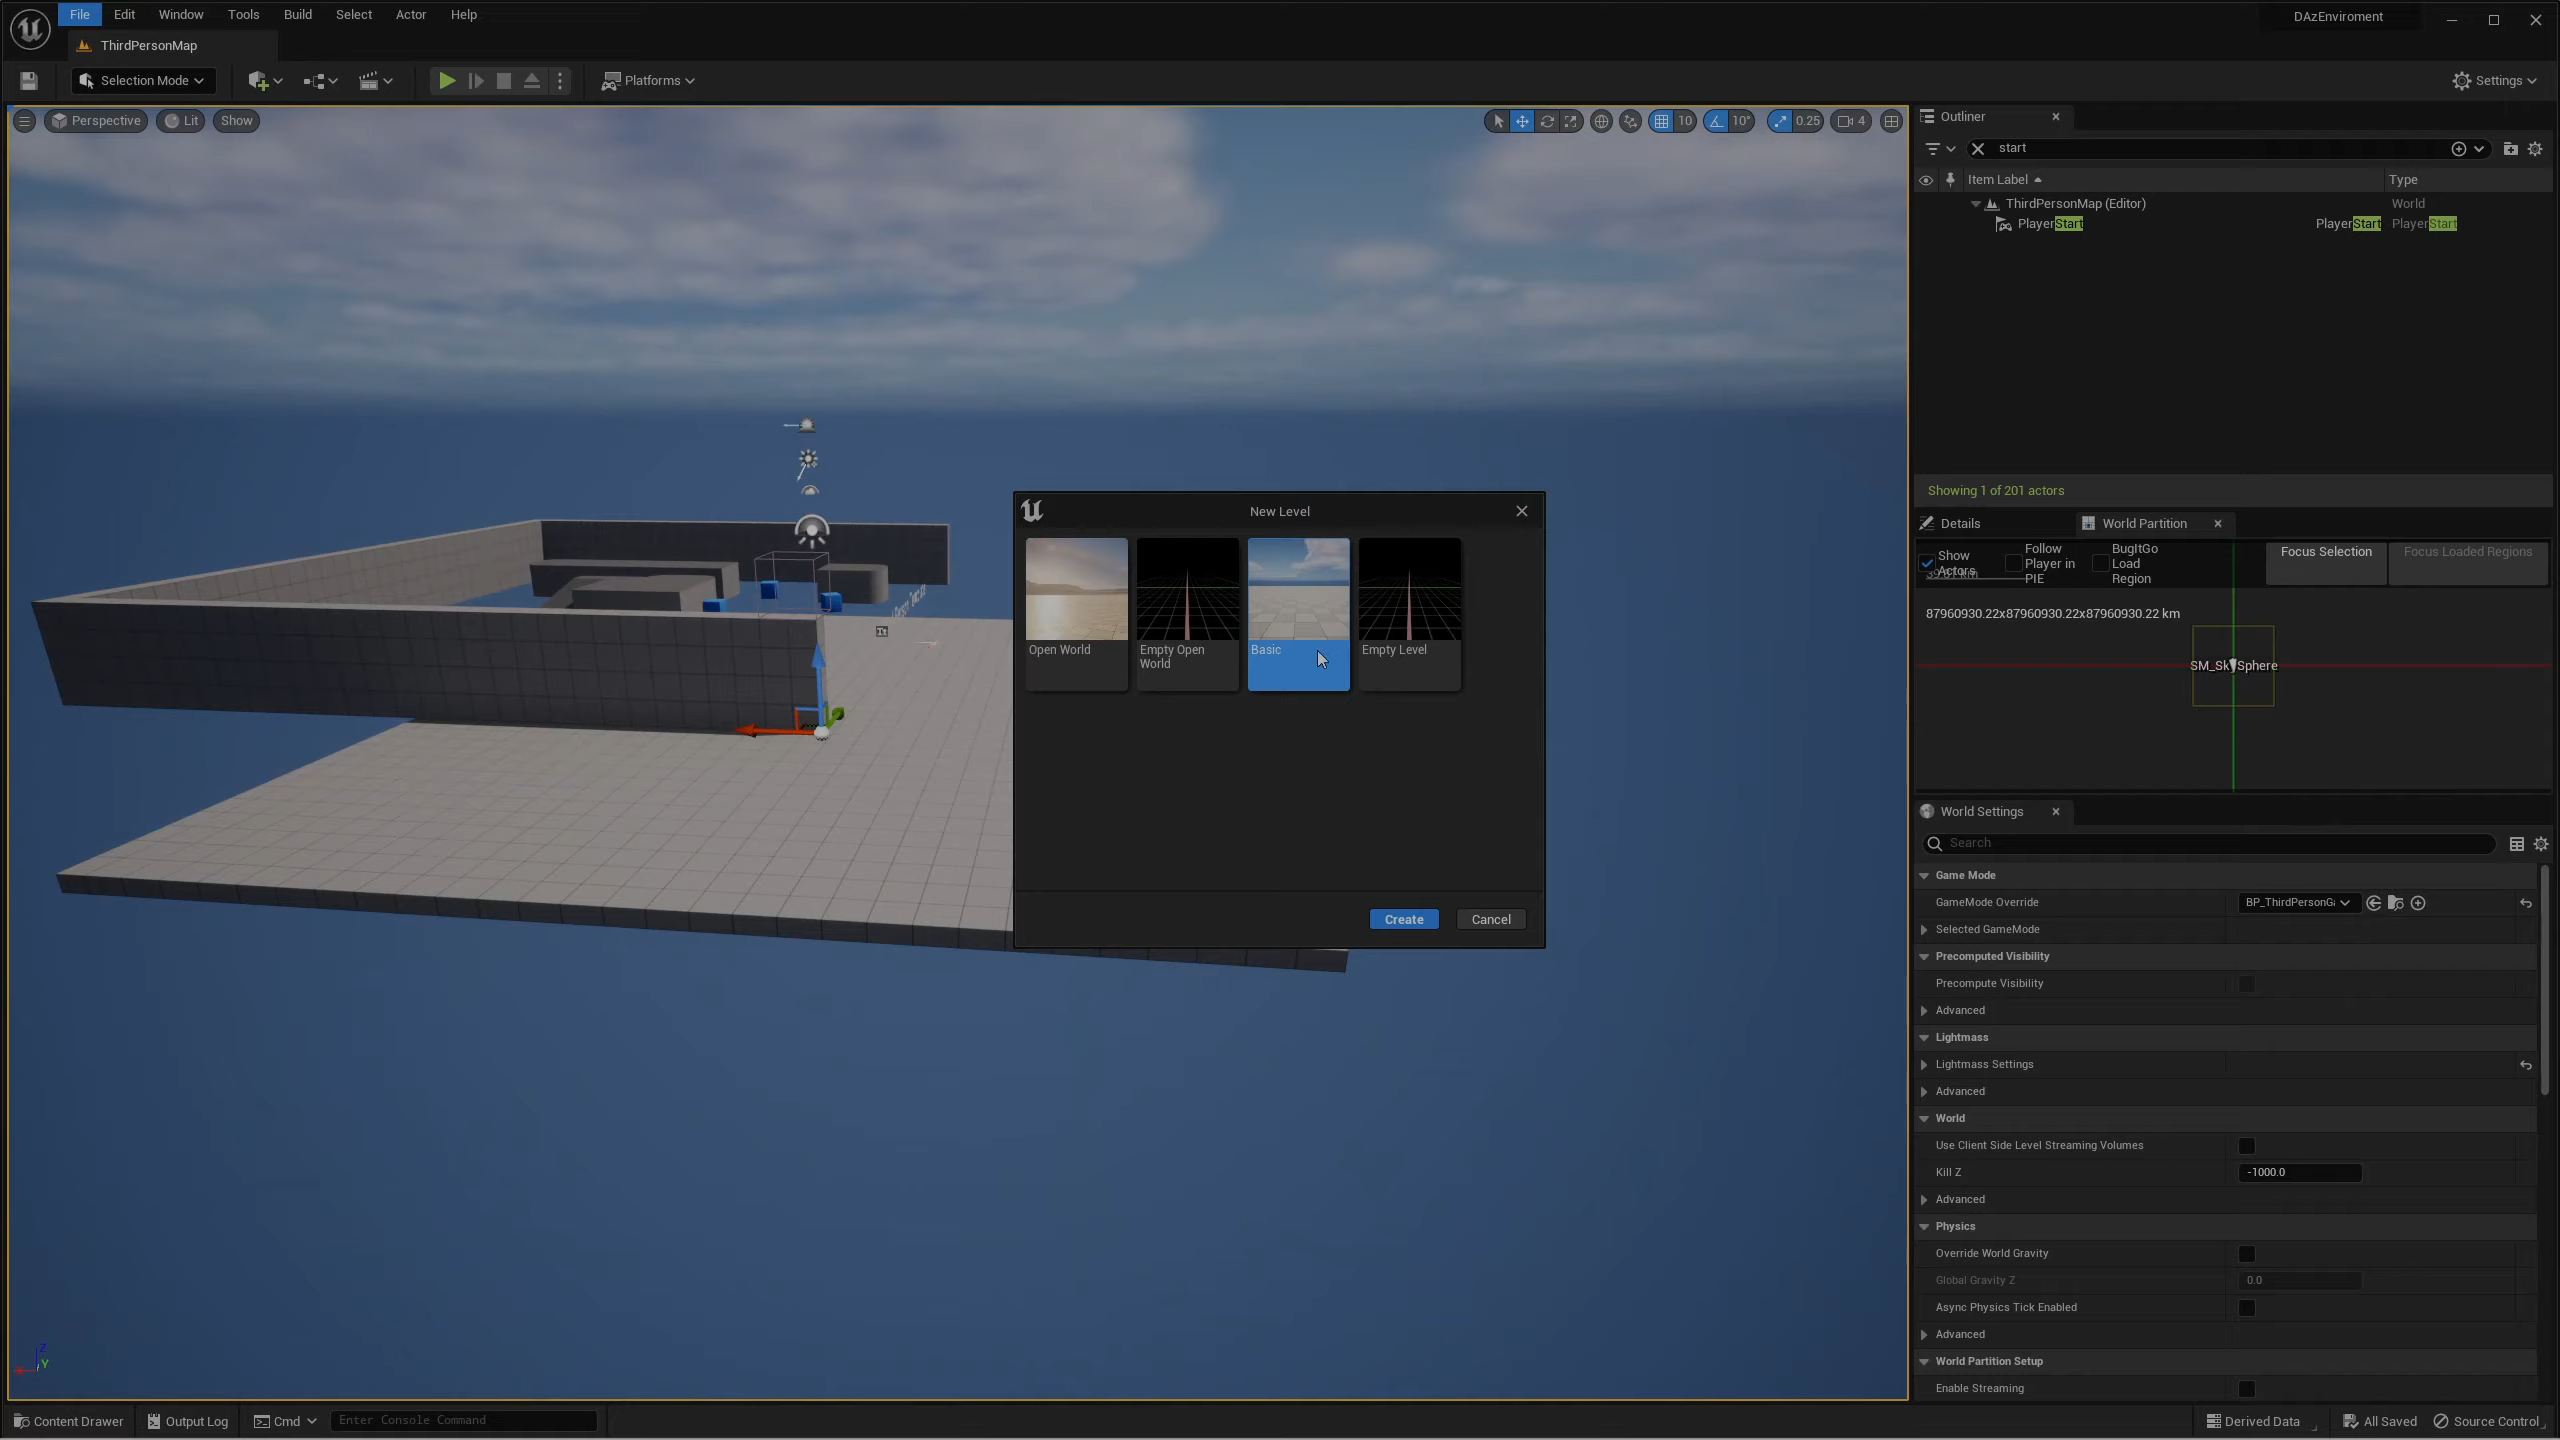 File Edit Window Tools Build Select Actor Help
DAzEnviroment
ThirdPersonMap
Selection Mode
Platforms
Settings
Perspective Lit Show
10 10° 0.25 4
Outliner
start
Item Label Type
ThirdPersonMap (Editor) World
PlayerStart PlayerStart PlayerStart
Showing 1 of 201 actors
Details World Partition
Show Actors
Follow Player in PIE
BugItGo Load Region
Focus Selection Focus Loaded Regions
87960930.22x87960930.22x87960930.22 km
New Level
Open World
Empty Open World
Basic
Empty Level
Create Cancel
World Settings
Search
Game Mode
GameMode Override BP_ThirdPersonGa
Selected GameMode
Precomputed Visibility
Precompute Visibility
Advanced
Lightmass
Lightmass Settings
Advanced
World
Use Client Side Level Streaming Volumes
Kill Z -1000.0
Advanced
Physics
Override World Gravity
Global Gravity Z 0.0
Async Physics Tick Enabled
Advanced
World Partition Setup
Enable Streaming
Content Drawer Output Log Cmd Enter Console Command
Derived Data All Saved Source Control